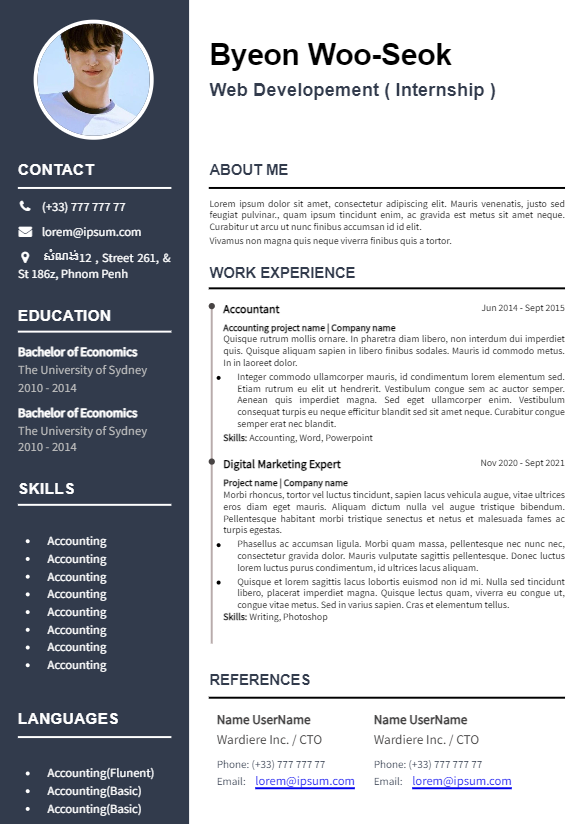 Byeon Woo-Seok
Web Developement ( Internship )
CONTACT
(+33) 777 777 77
lorem@ipsum.com
សំណង់12 , Street 261, &
St 186z, Phnom Penh
EDUCATION
Bachelor of Economics
The University of Sydney
2010 - 2014
Bachelor of Economics
The University of Sydney
2010 - 2014
SKILLS
• Accounting
• Accounting
• Accounting
• Accounting
• Accounting
• Accounting
• Accounting
• Accounting
LANGUAGES
• Accounting(Flunent)
• Accounting(Basic)
• Accounting(Basic)
ABOUT ME
Lorem ipsum dolor sit amet, consectetur adipiscing elit. Mauris venenatis, justo sed
feugiat pulvinar., quam ipsum tincidunt enim, ac gravida est metus sit amet neque.
Curabitur ut arcu ut nunc finibus accumsan id id elit.
Vivamus non magna quis neque viverra finibus quis a tortor.
WORK EXPERIENCE
Accountant Jun 2014 - Sept 2015
Accounting project name | Company name
Quisque rutrum mollis ornare. In pharetra diam libero, non interdum dui imperdiet
quis. Quisque aliquam sapien in libero finibus sodales. Mauris id commodo metus.
In in laoreet dolor.
• Integer commodo ullamcorper mauris, id condimentum lorem elementum sed.
Etiam rutrum eu elit ut hendrerit. Vestibulum congue sem ac auctor semper.
Aenean quis imperdiet magna. Sed eget ullamcorper enim. Vestibulum
consequat turpis eu neque efficitur blandit sed sit amet neque. Curabitur congue
semper erat nec blandit.
Skills: Accounting, Word, Powerpoint
Digital Marketing Expert Nov 2020 - Sept 2021
Project name | Company name
Morbi rhoncus, tortor vel luctus tincidunt, sapien lacus vehicula augue, vitae ultrices
eros diam eget mauris. Aliquam dictum nulla vel augue tristique bibendum.
Pellentesque habitant morbi tristique senectus et netus et malesuada fames ac
turpis egestas.
• Phasellus ac accumsan ligula. Morbi quam massa, pellentesque nec nunc nec,
consectetur gravida dolor. Mauris vulputate sagittis pellentesque. Donec luctus
lorem luctus purus condimentum, id ultrices lacus aliquam.
• Quisque et lorem sagittis lacus lobortis euismod non id mi. Nulla sit tincidunt
libero, placerat imperdiet magna. Quisque lectus quam, viverra eu congue ut,
congue vitae metus. Sed in varius sapien. Cras et elementum tellus.
Skills: Writing, Photoshop
REFERENCES
Name UserName
Wardiere Inc. / CTO
Phone: (+33) 777 777 77
Email: lorem@ipsum.com
Name UserName
Wardiere Inc. / CTO
Phone: (+33) 777 777 77
Email: lorem@ipsum.com